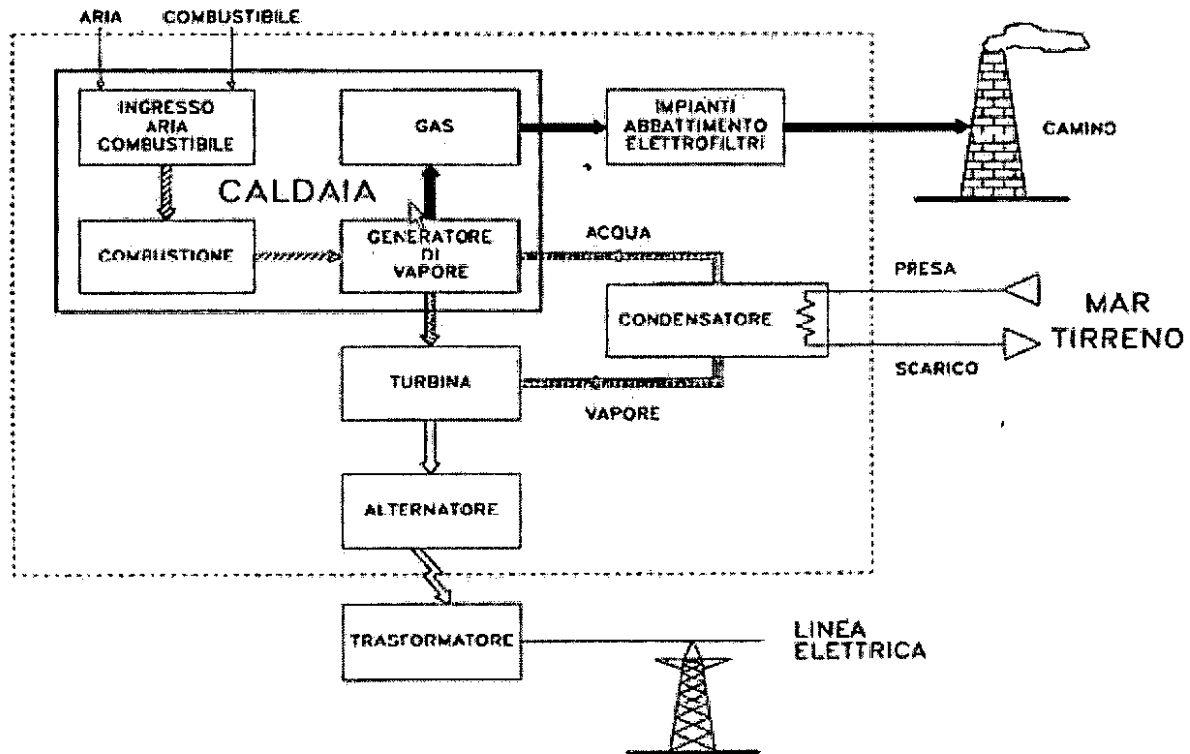 ARIA
COMBUSTIBILE
INGRESSO
ARIA
COMBUSTIBILE
GAS
IMPIANTI
ABBATTIMENTO
ELETTROFILTRI
CAMINO
CALDAIA
COMBUSTIONE
GENERATORE
DI
VAPORE
ACQUA
PRESA
CONDENSATORE
MAR
TIRRENO
SCARICO
TURBINA
VAPORE
ALTERNATORE
TRASFORMATORE
LINEA
ELETTRICA